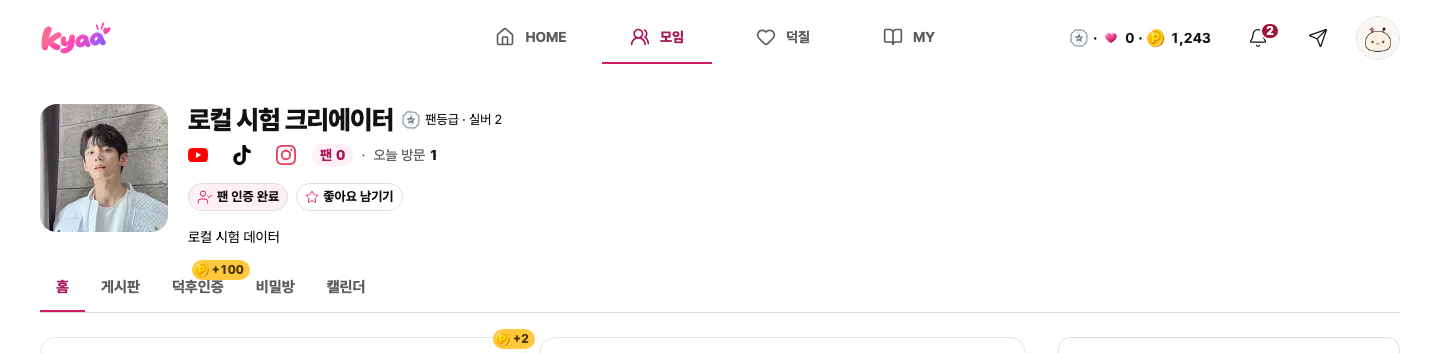 kyaa
HOME
모임
덕질
MY
· 0 · 1,243
2
로컬 시험 크리에이터
팬등급 · 실버 2
팬 0 · 오늘 방문 1
팬 인증 완료
좋아요 남기기
로컬 시험 데이터
+100
홈
게시판
덕후인증
비밀방
캘린더
+2